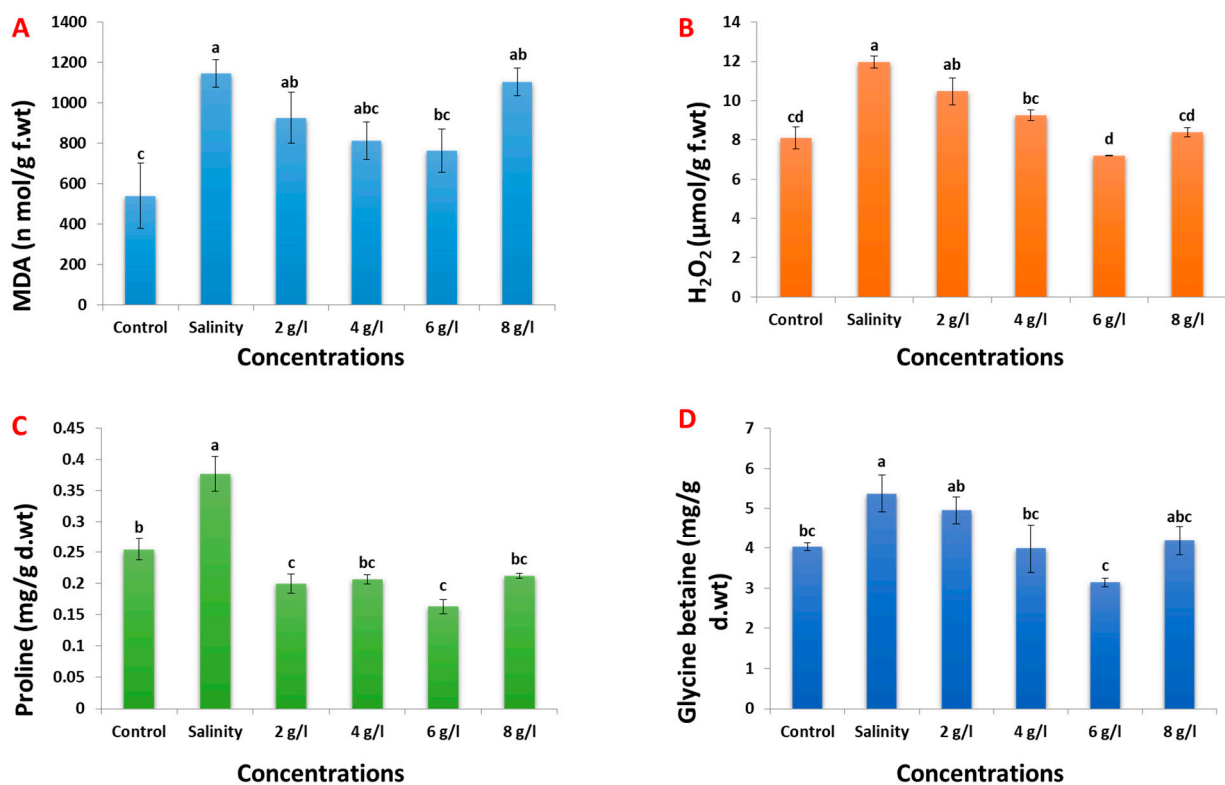 A
MDA (n mol/g f.wt)
1400
1200
1000
800
600
400
200
0
c
a
ab
abc
bc
ab
Control Salinity 2 g/l 4 g/l 6 g/l 8 g/l
Concentrations
B
H₂O₂ (µmol/g f.wt)
14
12
10
8
6
4
2
0
cd
a
ab
bc
d
cd
Control Salinity 2 g/l 4 g/l 6 g/l 8 g/l
Concentrations
C
Proline (mg/g d.wt)
0.45
0.4
0.35
0.3
0.25
0.2
0.15
0.1
0.05
0
b
a
c
bc
c
bc
Control Salinity 2 g/l 4 g/l 6 g/l 8 g/l
Concentrations
D
Glycine betaine (mg/g
d.wt)
7
6
5
4
3
2
1
0
bc
a
ab
bc
c
abc
Control Salinity 2 g/l 4 g/l 6 g/l 8 g/l
Concentrations